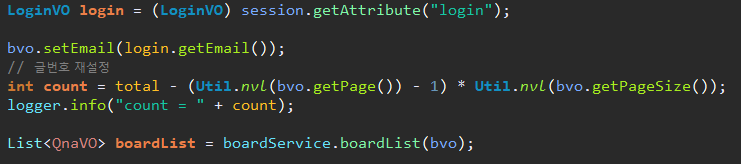 LoginVO login = (LoginVO) session.getAttribute("login");
bvo.setEmail(login.getEmail());
// 글번호 재설정
int count = total - (Util.nvl(bvo.getPage()) - 1) * Util.nvl(bvo.getPageSize());
logger.info("count = " + count);
List<QnaVO> boardList = boardService.boardList(bvo);